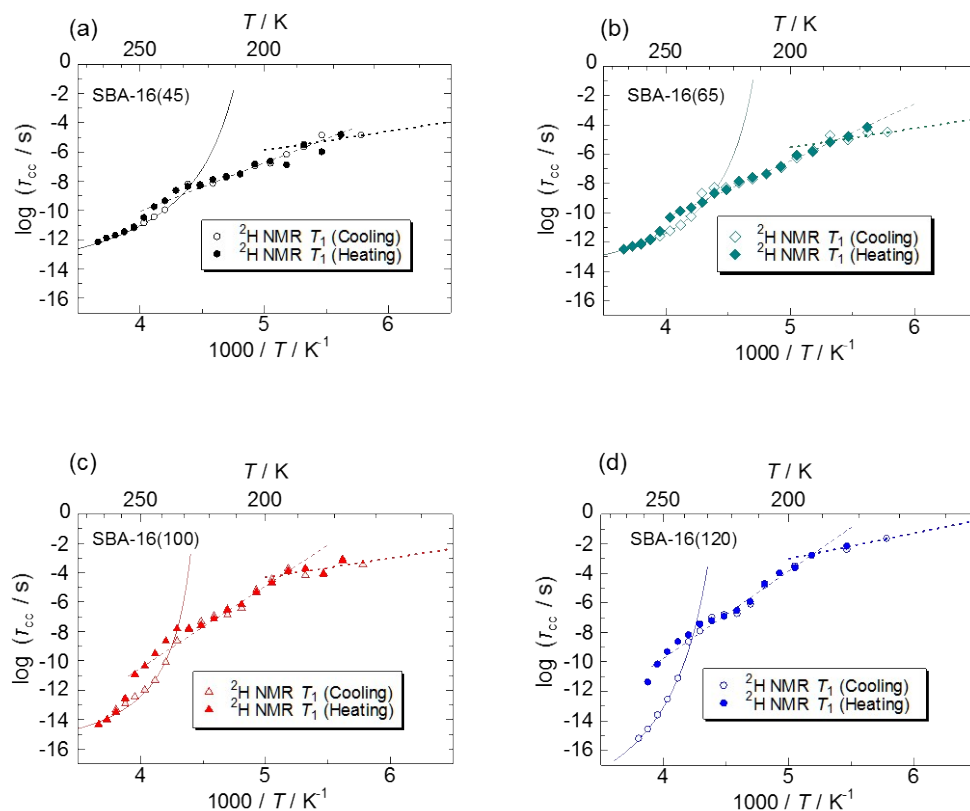 (a)
T / K
250
200
0
-2
-4
-6
-8
-10
-12
-14
-16
log (τcc / s)
SBA-16(45)
²H NMR T₁ (Cooling)
²H NMR T₁ (Heating)
4
5
6
1000 / T / K⁻¹
(b)
T / K
250
200
0
-2
-4
-6
-8
-10
-12
-14
-16
log (τcc / s)
SBA-16(65)
²H NMR T₁ (Cooling)
²H NMR T₁ (Heating)
4
5
6
1000 / T / K⁻¹
(c)
T / K
250
200
0
-2
-4
-6
-8
-10
-12
-14
-16
log (τcc / s)
SBA-16(100)
²H NMR T₁ (Cooling)
²H NMR T₁ (Heating)
4
5
6
1000 / T / K⁻¹
(d)
T / K
250
200
0
-2
-4
-6
-8
-10
-12
-14
-16
log (τcc / s)
SBA-16(120)
²H NMR T₁ (Cooling)
²H NMR T₁ (Heating)
4
5
6
1000 / T / K⁻¹